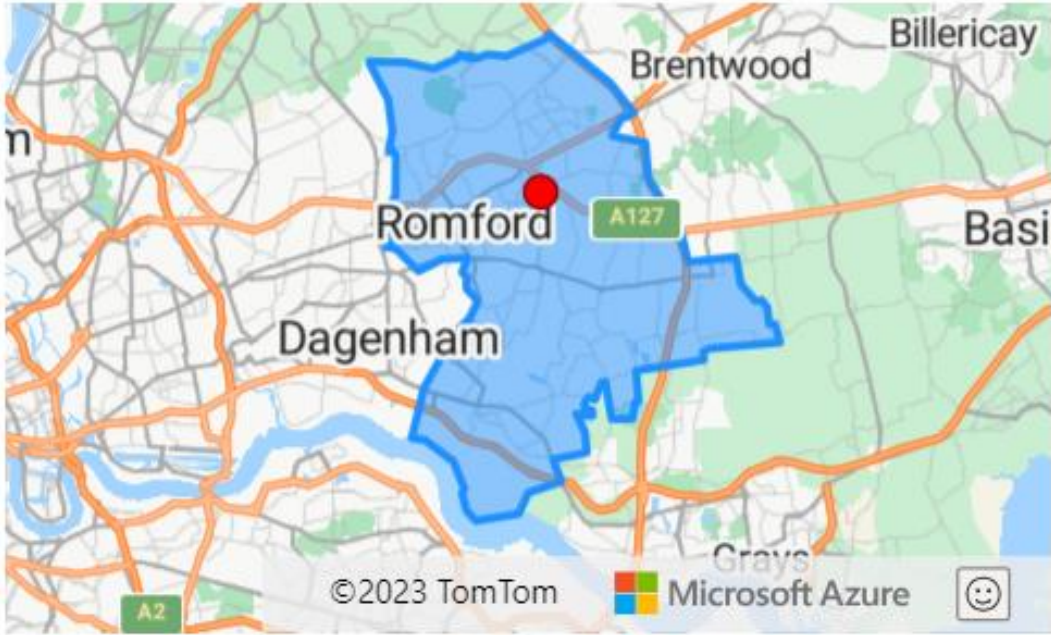 Billericay
Brentwood
m
Romford
A127
Basi
Dagenham
Grays
©2023 TomTom
Microsoft Azure
A2